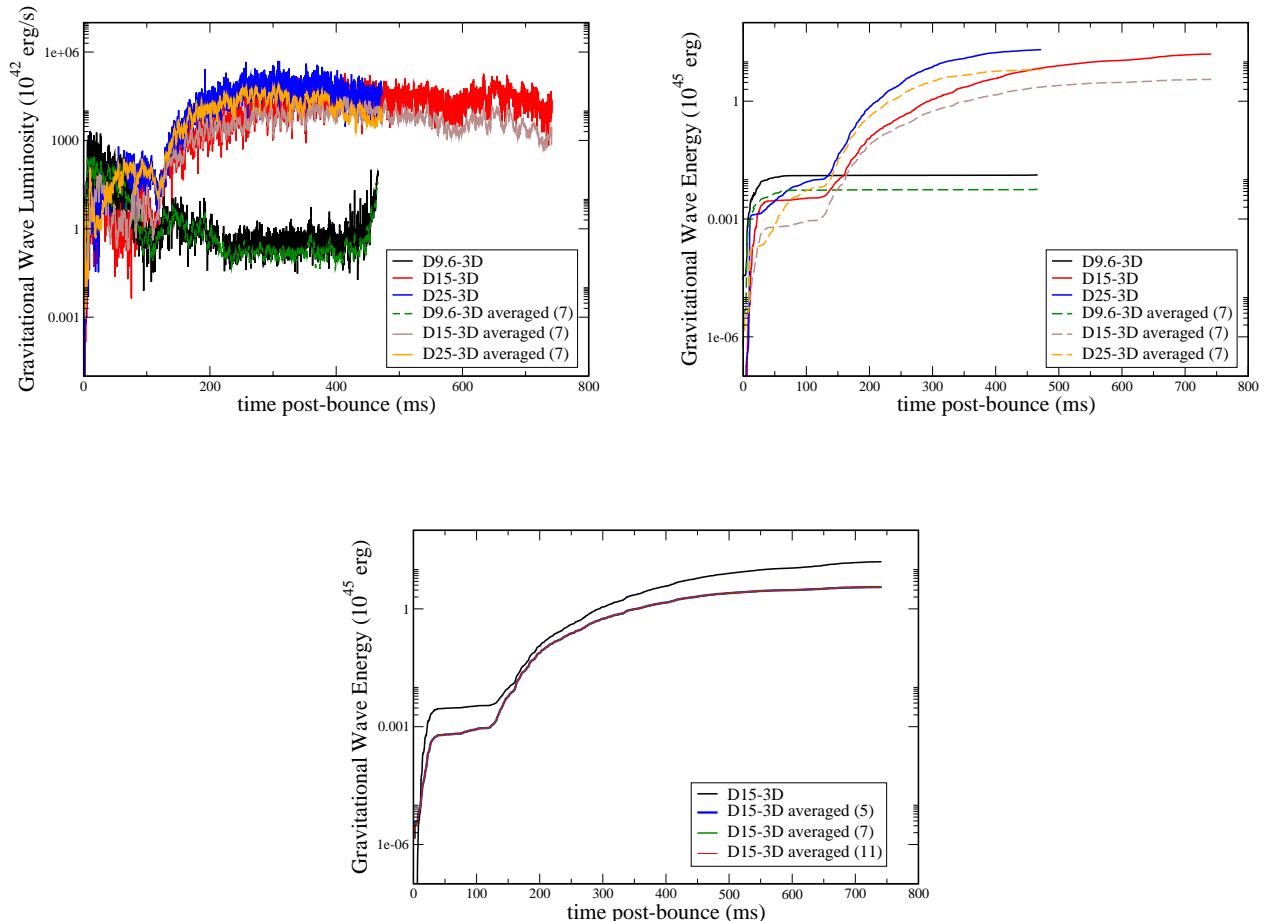 Gravitational Wave Luminosity (10^42 erg/s)
1e+06
1000
1
0.001
0
200
400
600
800
time post-bounce (ms)
D9.6-3D
D15-3D
D25-3D
D9.6-3D averaged (7)
D15-3D averaged (7)
D25-3D averaged (7)
Gravitational Wave Energy (10^45 erg)
1
0.001
1e-06
0
100
200
300
400
500
600
700
800
time post-bounce (ms)
D9.6-3D
D15-3D
D25-3D
D9.6-3D averaged (7)
D15-3D averaged (7)
D25-3D averaged (7)
Gravitational Wave Energy (10^45 erg)
1
0.001
1e-06
0
100
200
300
400
500
600
700
800
time post-bounce (ms)
D15-3D
D15-3D averaged (5)
D15-3D averaged (7)
D15-3D averaged (11)